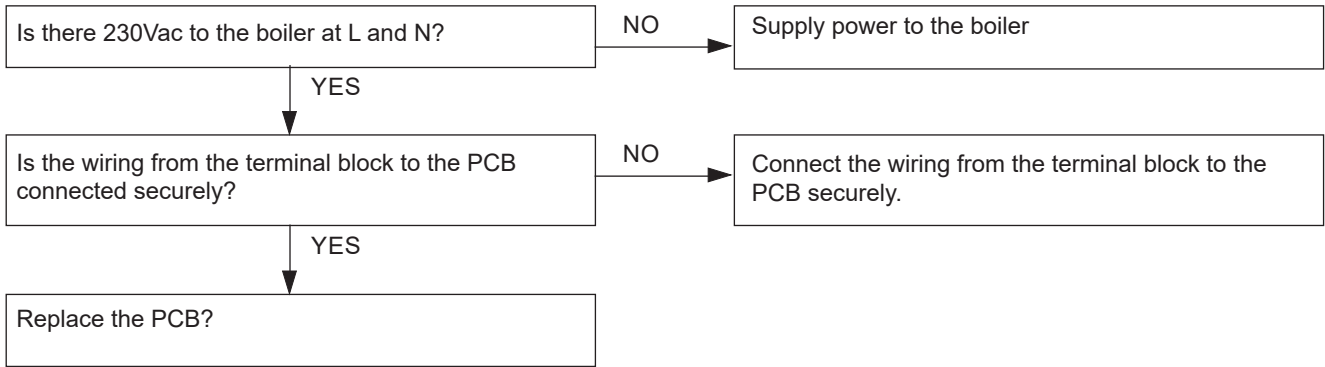 Is there 230Vac to the boiler at L and N?
NO
Supply power to the boiler
YES
Is the wiring from the terminal block to the PCB
connected securely?
NO
Connect the wiring from the terminal block to the
PCB securely.
YES
Replace the PCB?